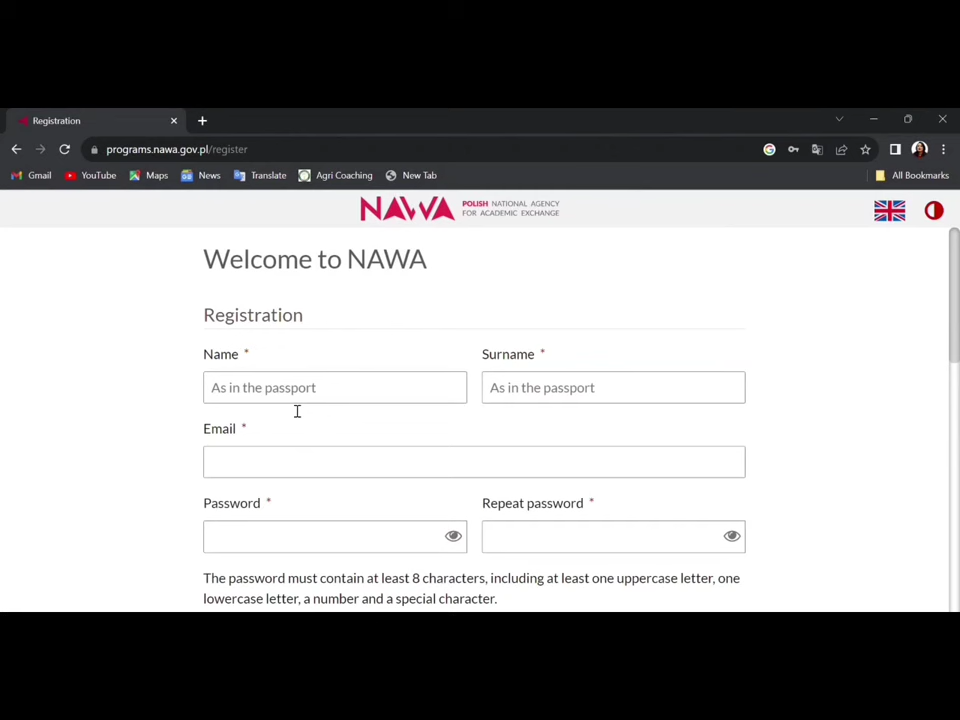 Registration
programs.nawa.gov.pl/register
Gmail YouTube Maps News Translate Agri Coaching New Tab All Bookmarks
NAWA POLISH NATIONAL AGENCY
FOR ACADEMIC EXCHANGE
Welcome to NAWA
Registration
Name * Surname *
As in the passport As in the passport
Email *
Password * Repeat password *
The password must contain at least 8 characters, including at least one uppercase letter, one
lowercase letter, a number and a special character.